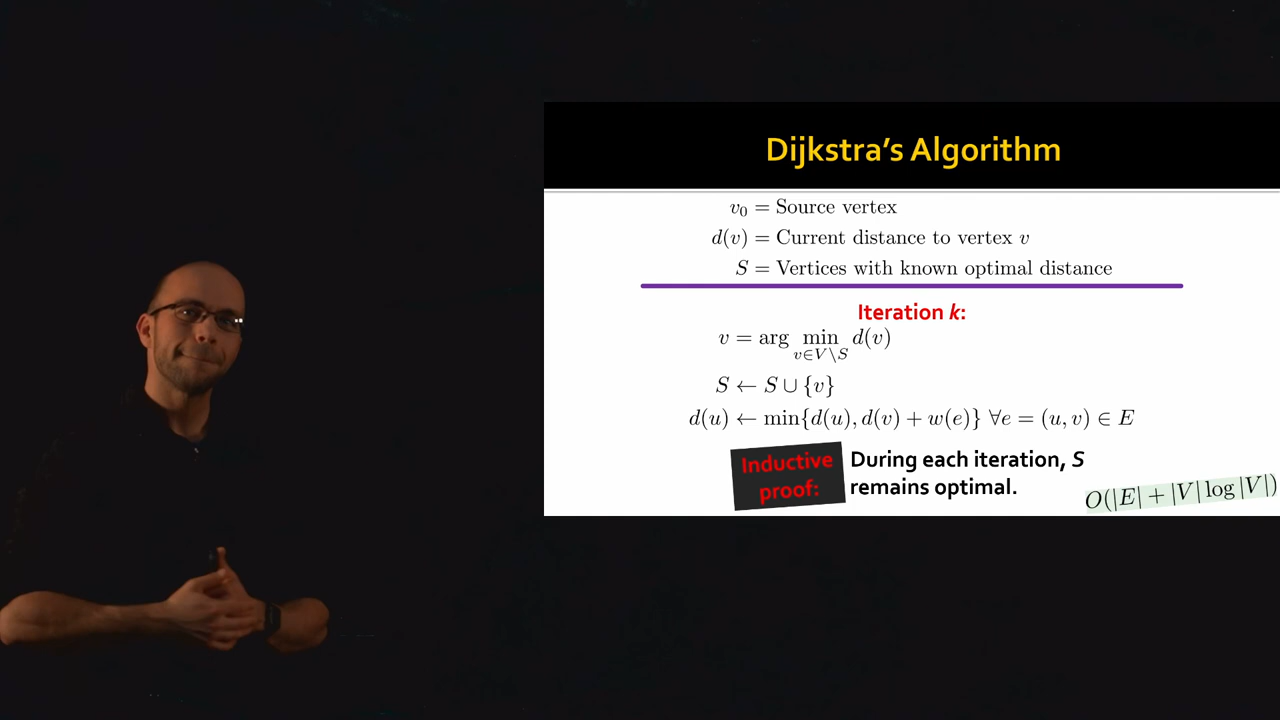 Dijkstra's Algorithm
v₀ = Source vertex
d(v) = Current distance to vertex v
S = Vertices with known optimal distance
Iteration k:
v = arg min_{v∈V\S} d(v)
S ← S ∪ {v}
d(u) ← min{d(u), d(v) + w(e)} ∀e = (u, v) ∈ E
Inductive
proof:
During each iteration, S
remains optimal.
O(|E| + |V| log |V|)